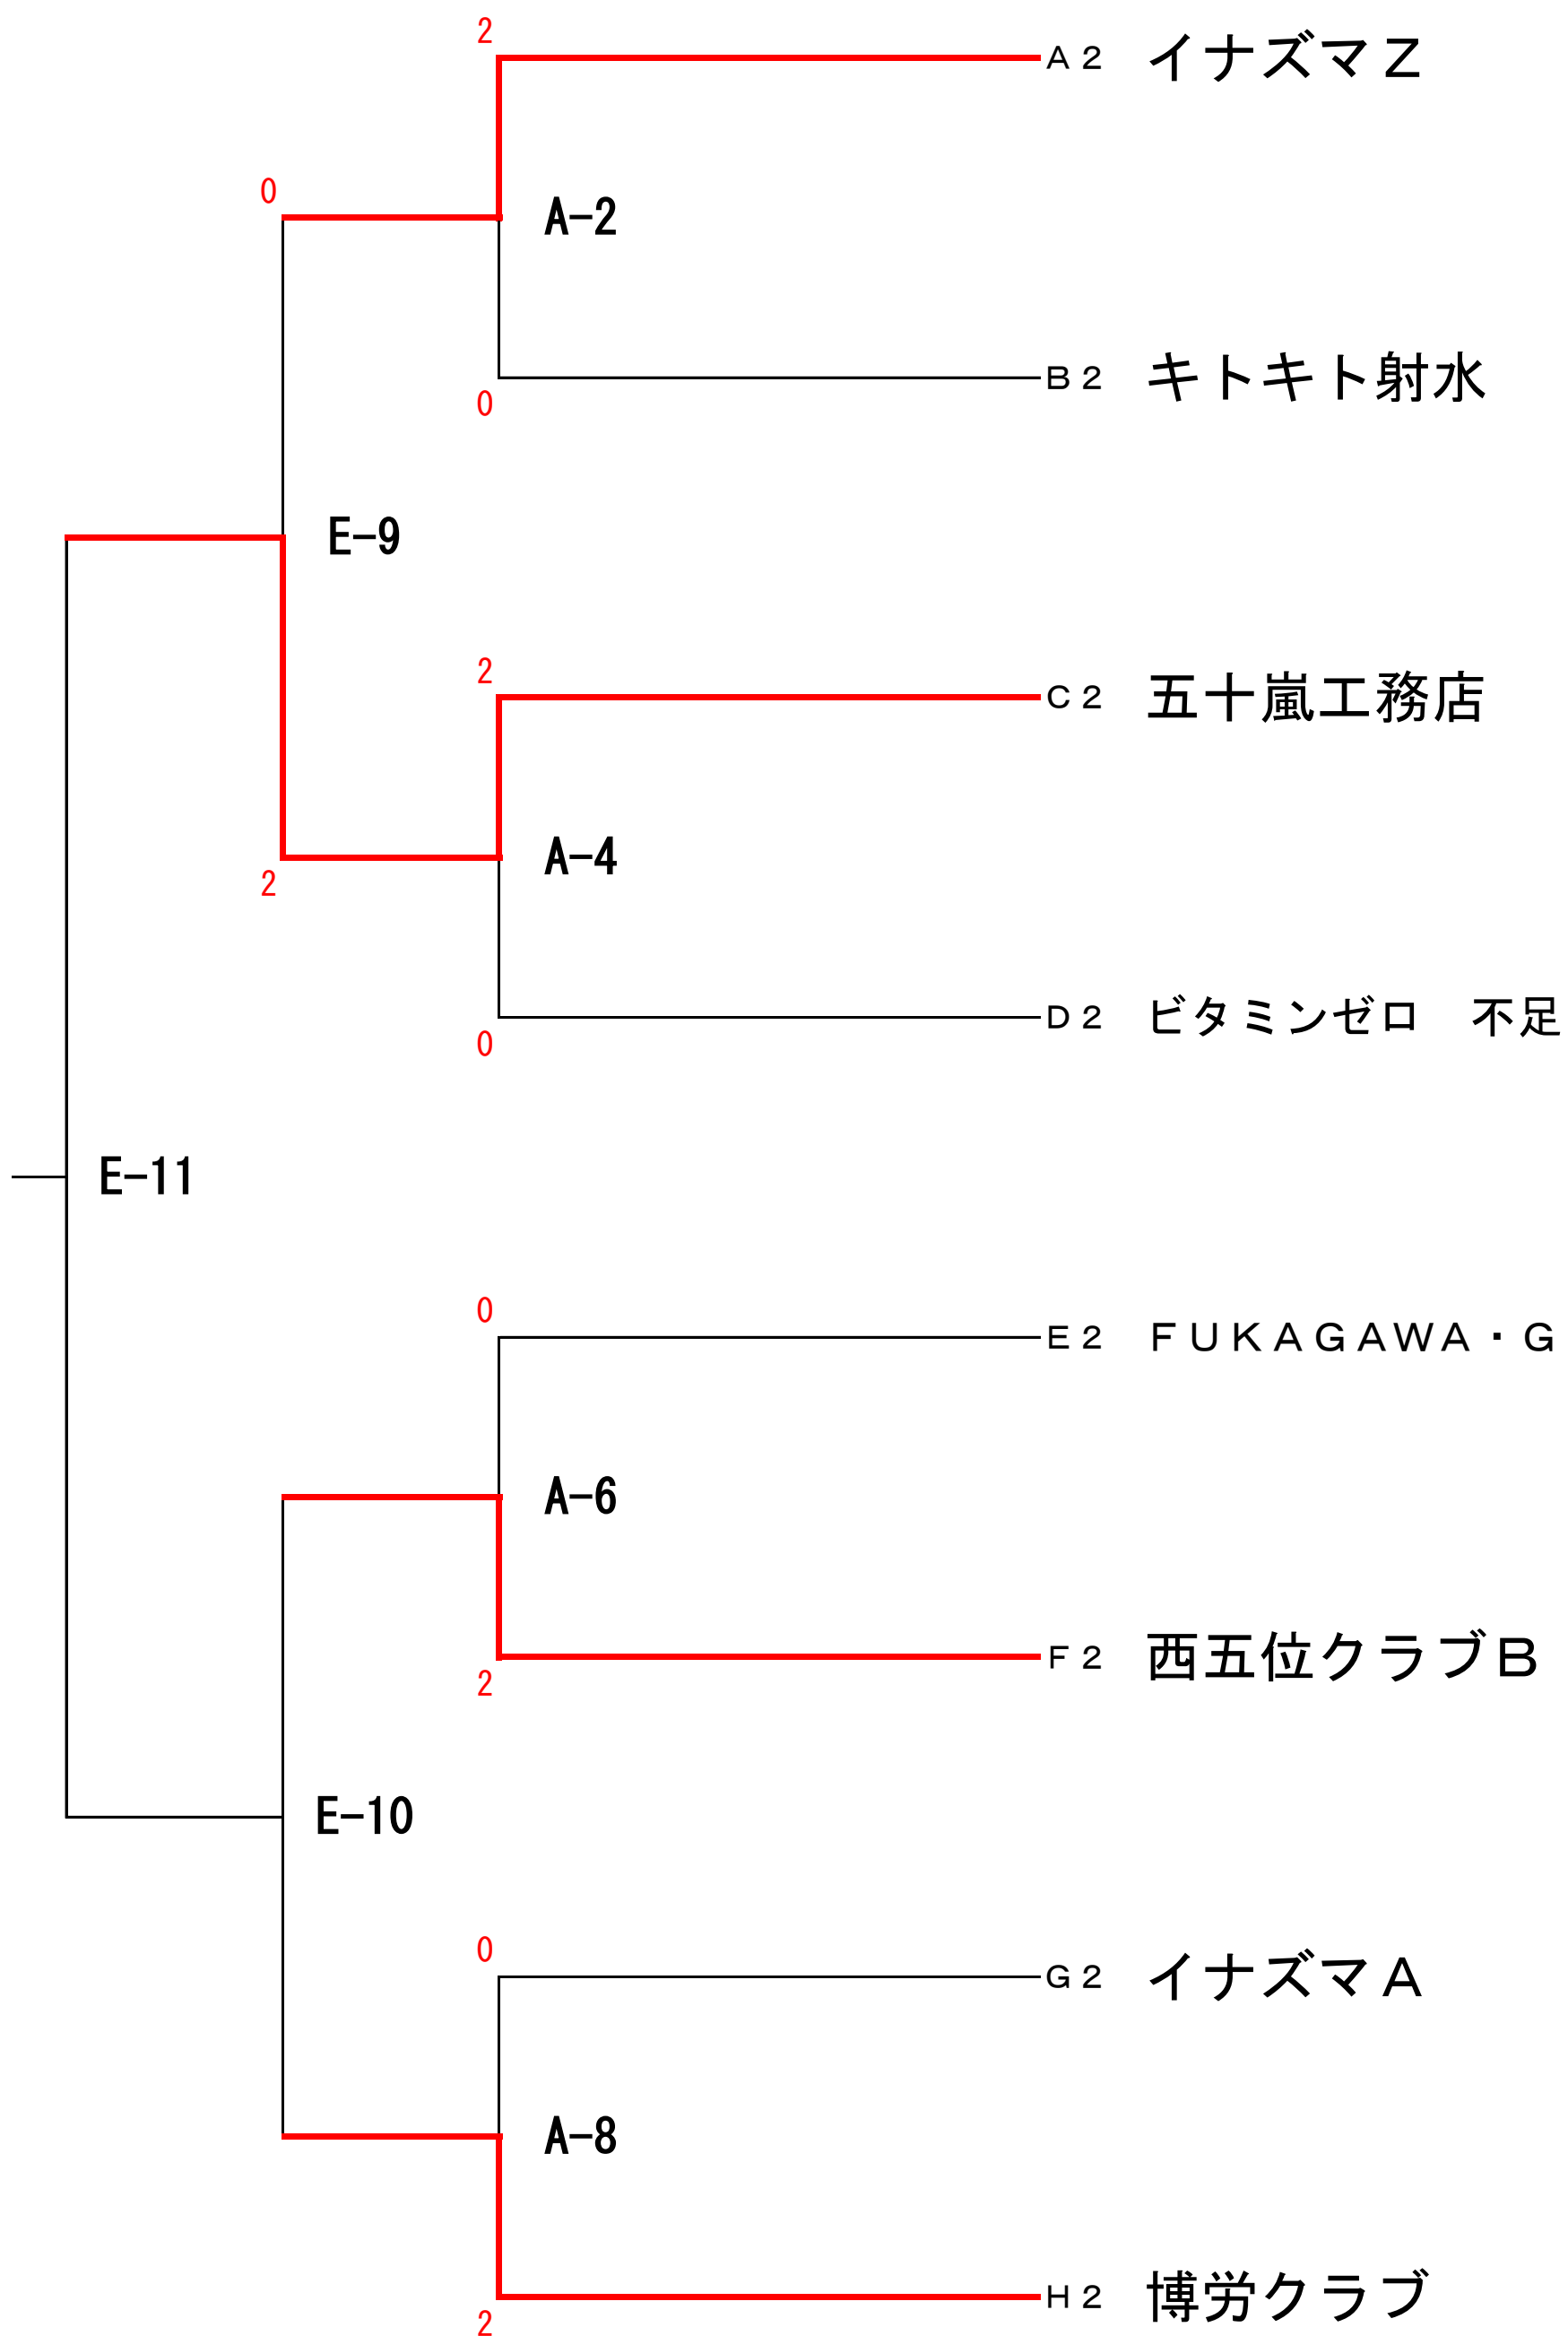 2
A2 イナズマZ
0
A-2
B2 キトキト射水
0
E-9
2
C2 五十嵐工務店
A-4
2
D2 ビタミンゼロ 不足
0
E-11
0
E2 FUKAGAWA・G
A-6
F2 西五位クラブB
2
E-10
0
G2 イナズマA
A-8
H2 博労クラブ
2